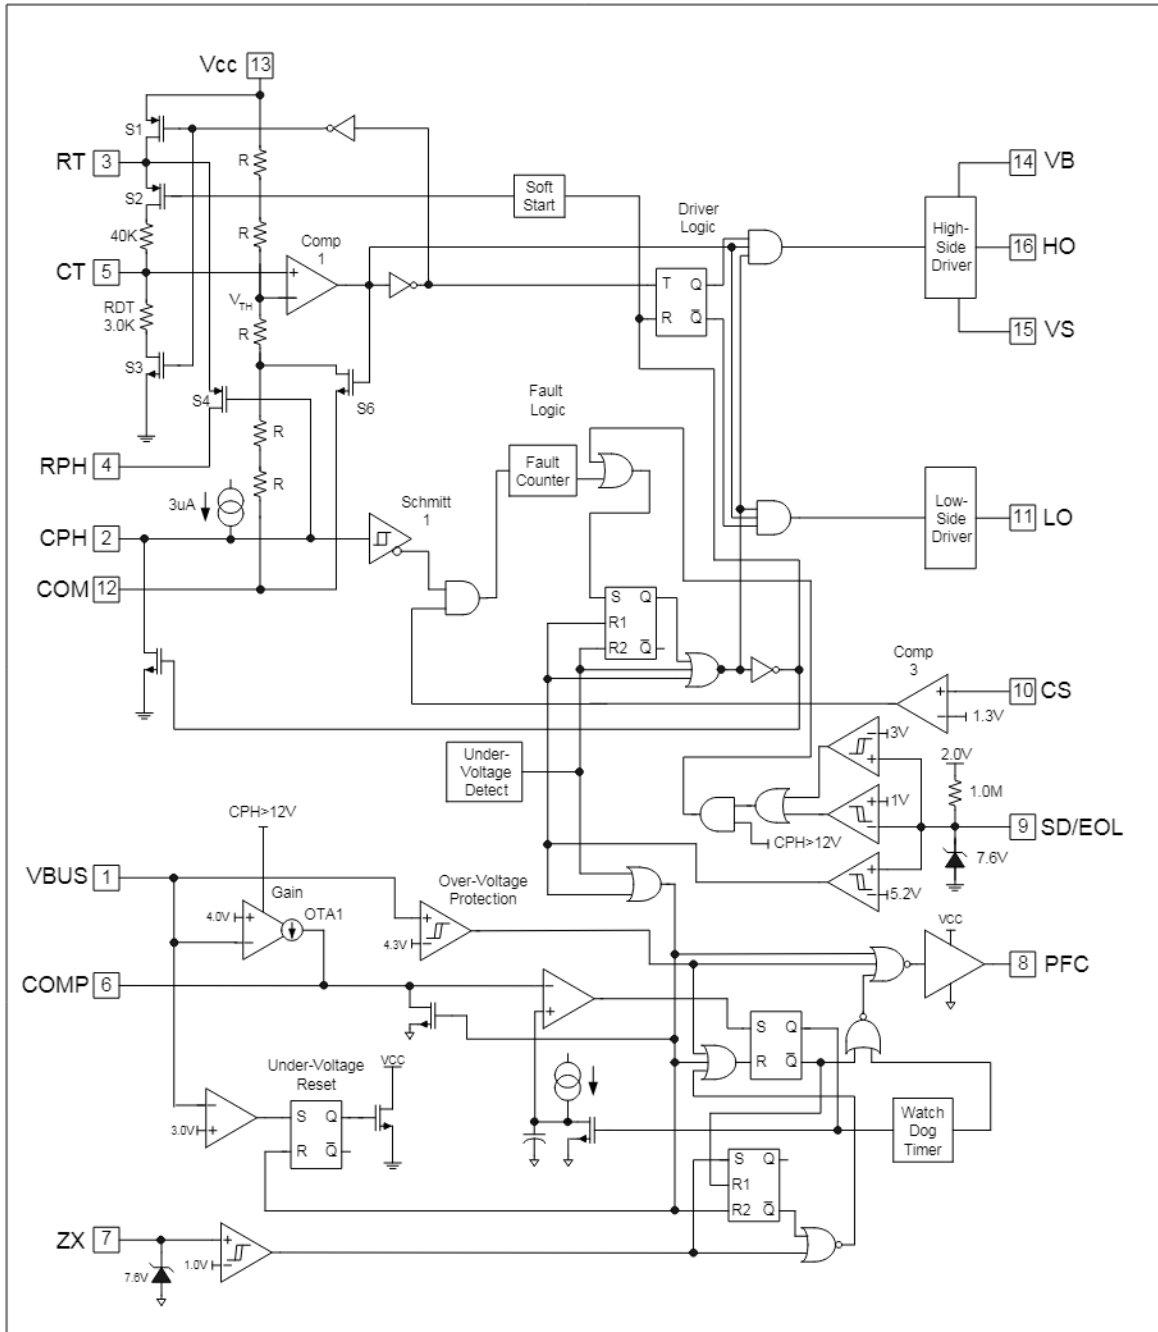 Vcc 13
S1
RT 3
R
S2
Soft
Start
40K
R
Driver
Logic
Comp
1
CT 5
VTH
RDT
3.0K
R
S3
S4
S6
T Q
R Q̅
High-
Side
Driver
14 VB
16 HO
15 VS
Fault
Logic
R
RPH 4
Fault
Counter
R
3uA
Schmitt
1
CPH 2
COM 12
Low-
Side
Driver
11 LO
S Q
R1
R2 Q̅
Comp
3
10 CS
1.3V
Under-
Voltage
Detect
3V
2.0V
1.0M
1V
9 SD/EOL
CPH>12V
7.6V
5.2V
CPH>12V
VBUS 1
Gain
4.0V
OTA1
Over-Voltage
Protection
4.3V
VCC
8 PFC
COMP 6
S Q
R Q̅
Under-Voltage
Reset
VCC
S Q
R Q̅
3.0V
Watch
Dog
Timer
S Q
R1
R2 Q̅
ZX 7
7.6V
1.0V